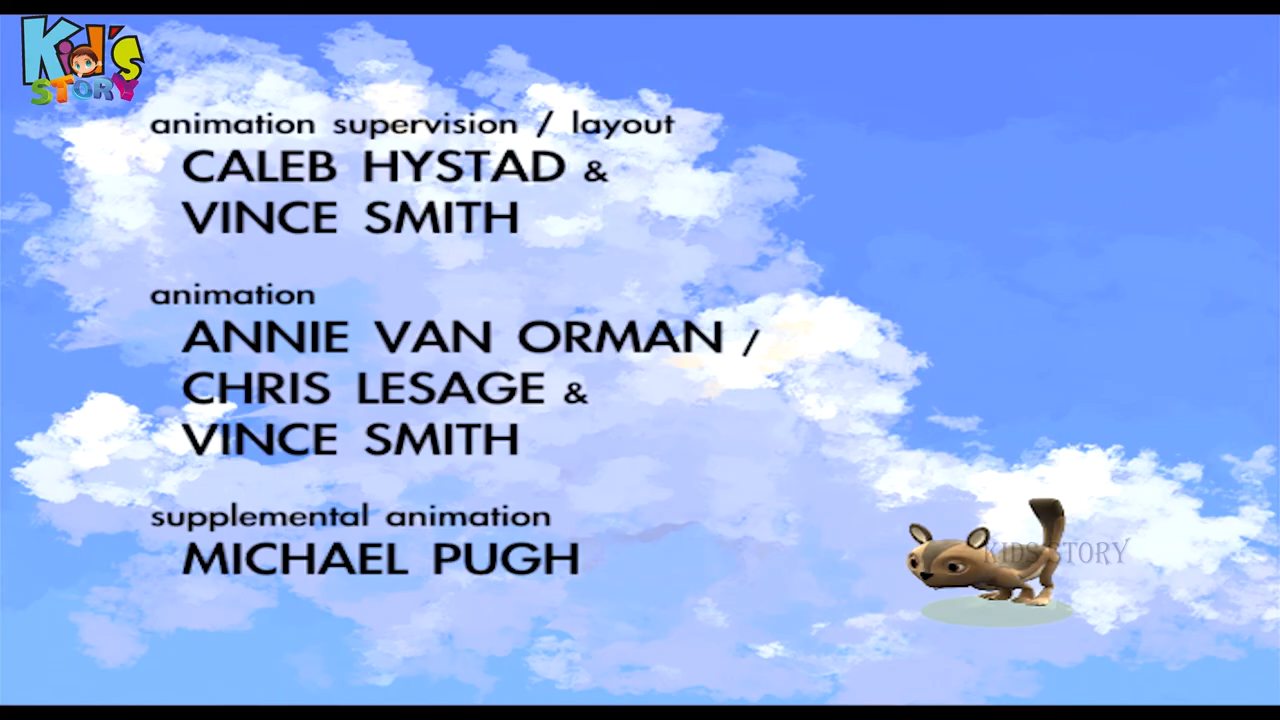 Kid's
STORY
animation supervision / layout
CALEB HYSTAD &
VINCE SMITH
animation
ANNIE VAN ORMAN /
CHRIS LESAGE &
VINCE SMITH
supplemental animation
MICHAEL PUGH
KIDS STORY